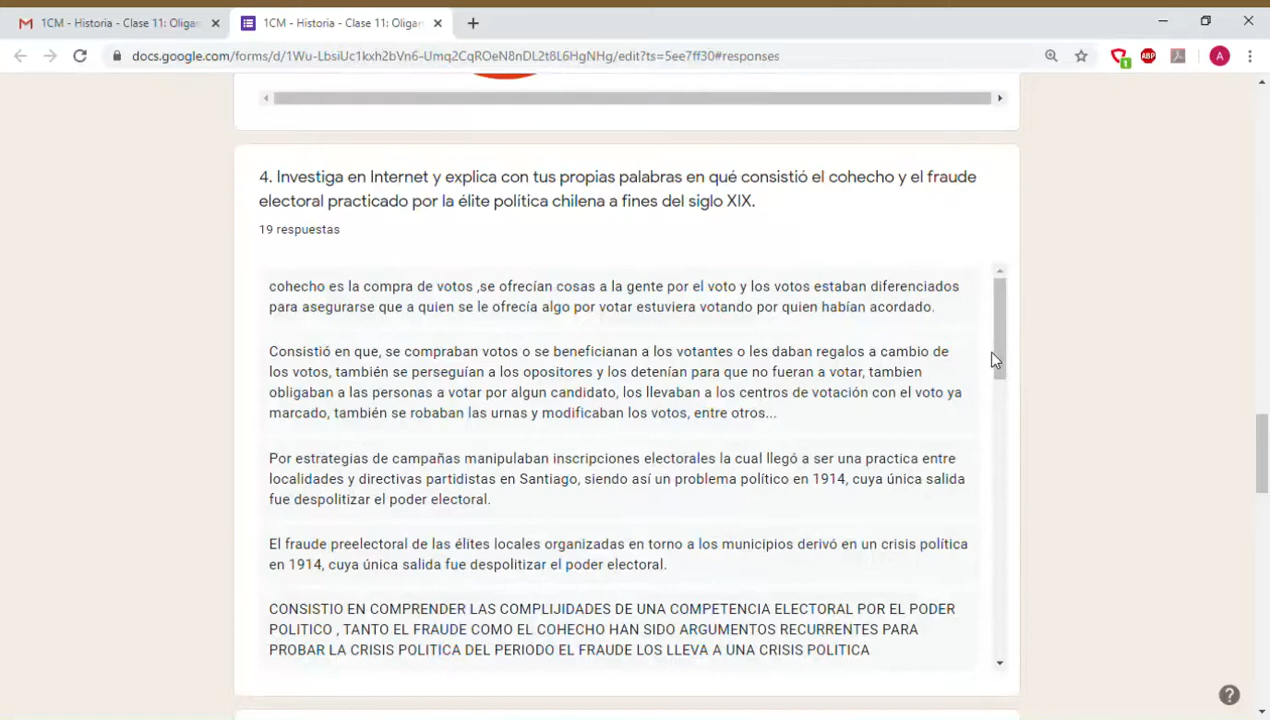 1CM - Historia - Clase 11: Oligar
1CM - Historia - Clase 11: Oligar
docs.google.com/forms/d/1Wu-LbsiUc1kxh2bVn6-Umq2CqROeN8nDL2t8L6HgNHg/edit?ts=5ee7ff30#responses
1
ABP
A
4. Investiga en Internet y explica con tus propias palabras en qué consistió el cohecho y el fraude
electoral practicado por la élite política chilena a fines del siglo XIX.
19 respuestas
cohecho es la compra de votos ,se ofrecían cosas a la gente por el voto y los votos estaban diferenciados
para asegurarse que a quien se le ofrecía algo por votar estuviera votando por quien habían acordado.
Consistió en que, se compraban votos o se beneficianan a los votantes o les daban regalos a cambio de
los votos, también se perseguían a los opositores y los detenían para que no fueran a votar, tambien
obligaban a las personas a votar por algun candidato, los llevaban a los centros de votación con el voto ya
marcado, también se robaban las urnas y modificaban los votos, entre otros...
Por estrategias de campañas manipulaban inscripciones electorales la cual llegó a ser una practica entre
localidades y directivas partidistas en Santiago, siendo así un problema político en 1914, cuya única salida
fue despolitizar el poder electoral.
El fraude preelectoral de las élites locales organizadas en torno a los municipios derivó en un crisis política
en 1914, cuya única salida fue despolitizar el poder electoral.
CONSISTIO EN COMPRENDER LAS COMPLIJIDADES DE UNA COMPETENCIA ELECTORAL POR EL PODER
POLITICO , TANTO EL FRAUDE COMO EL COHECHO HAN SIDO ARGUMENTOS RECURRENTES PARA
PROBAR LA CRISIS POLITICA DEL PERIODO EL FRAUDE LOS LLEVA A UNA CRISIS POLITICA